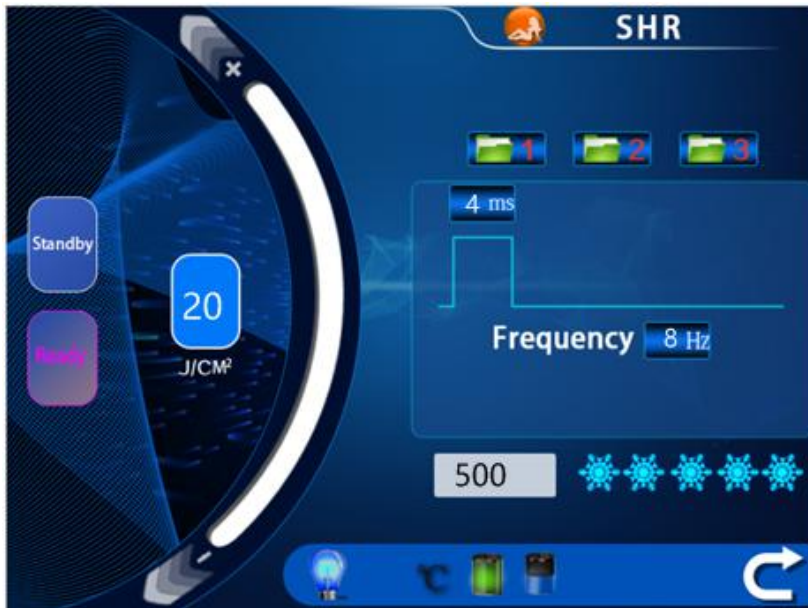 SHR
1 2 3
4 ms
Standby
20
J/CM²
Ready
Frequency 8 Hz
500
℃